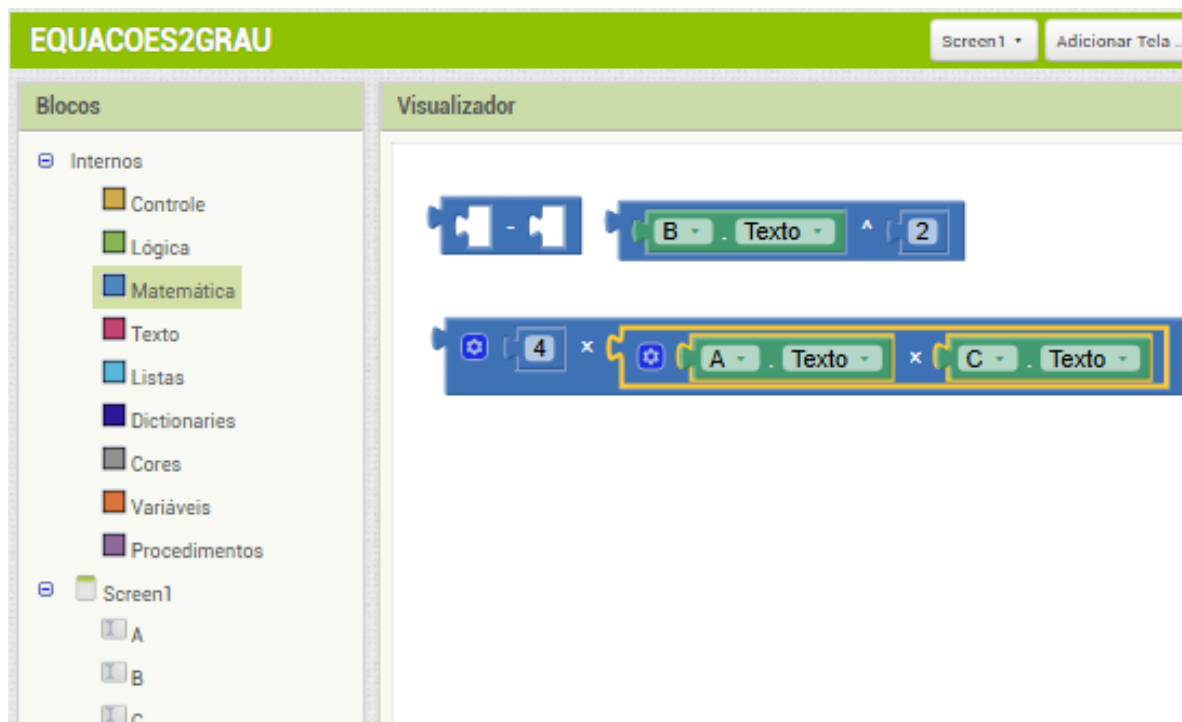 EQUACOES2GRAU
Screen1
Adicionar Tela ..
Blocos
Visualizador
Internos
Controle
Lógica
Matemática
Texto
Listas
Dictionaries
Cores
Variáveis
Procedimentos
Screen1
A
B
C
-
B . Texto ^ 2
4 × A . Texto × C . Texto